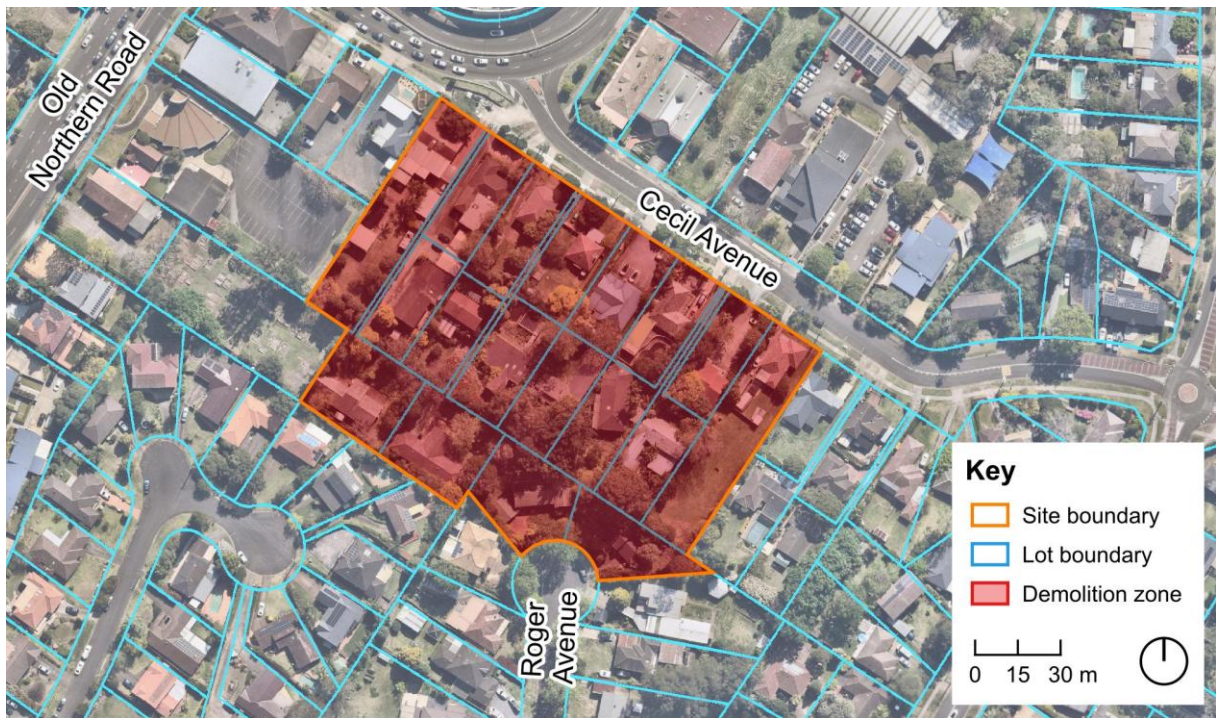 Old
Northern Road
Cecil Avenue
Roger
Avenue
Key
Site boundary
Lot boundary
Demolition zone
0 15 30 m